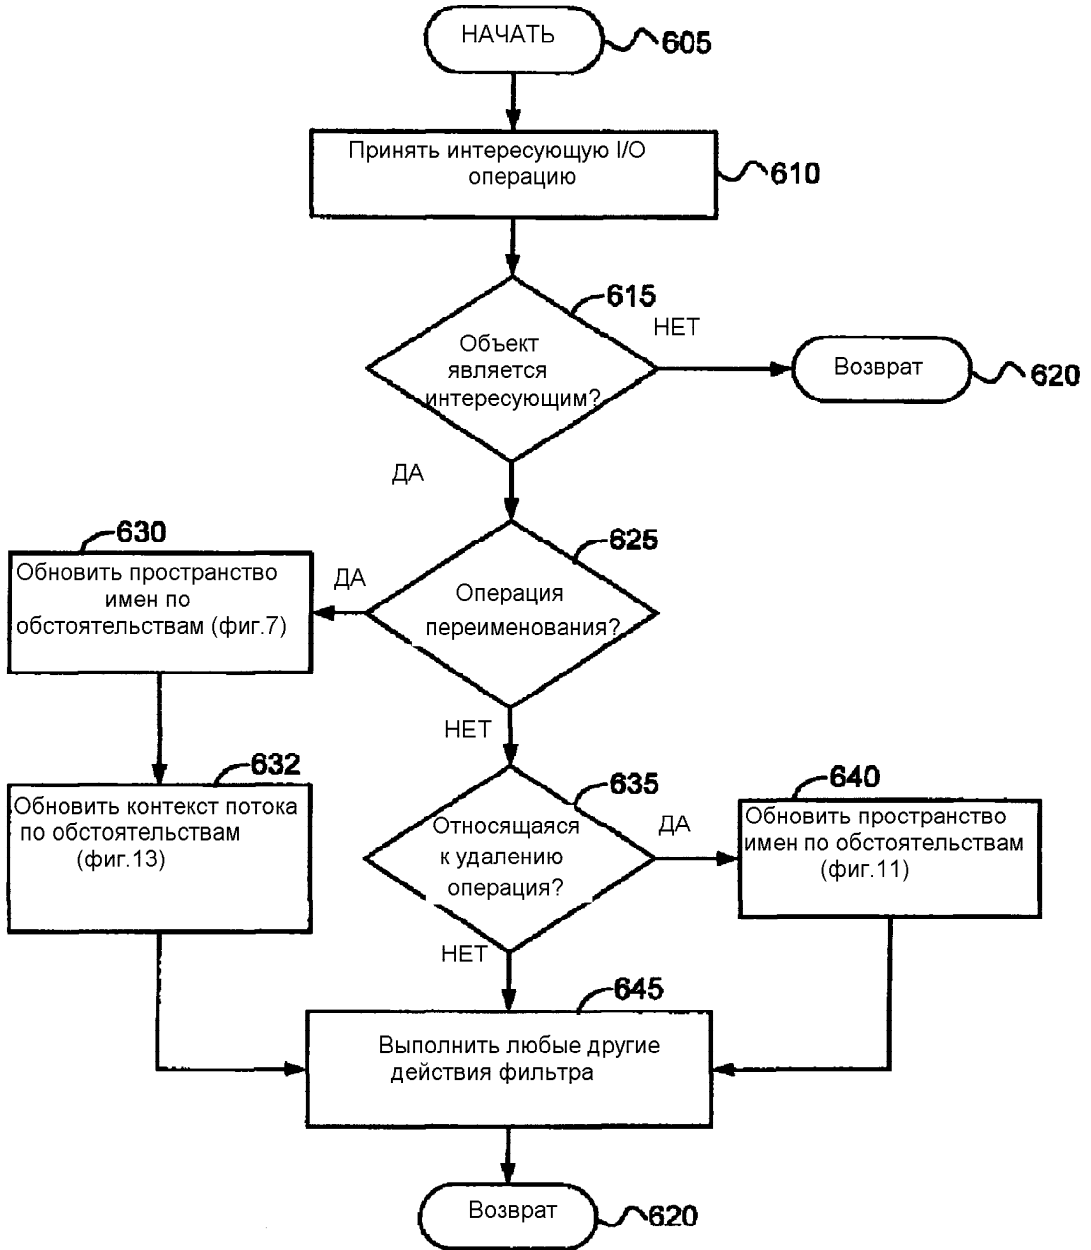 НАЧАТЬ
605
Принять интересующую I/O
операцию
610
615
Объект
является
интересующим?
НЕТ
Возврат
620
ДА
625
Операция
переименования?
ДА
630
Обновить пространство
имен по
обстоятельствам (фиг.7)
НЕТ
632
Обновить контекст потока
по обстоятельствам
(фиг.13)
635
Относящаяся
к удалению
операция?
ДА
640
Обновить пространство
имен по обстоятельствам
(фиг.11)
НЕТ
645
Выполнить любые другие
действия фильтра
Возврат
620